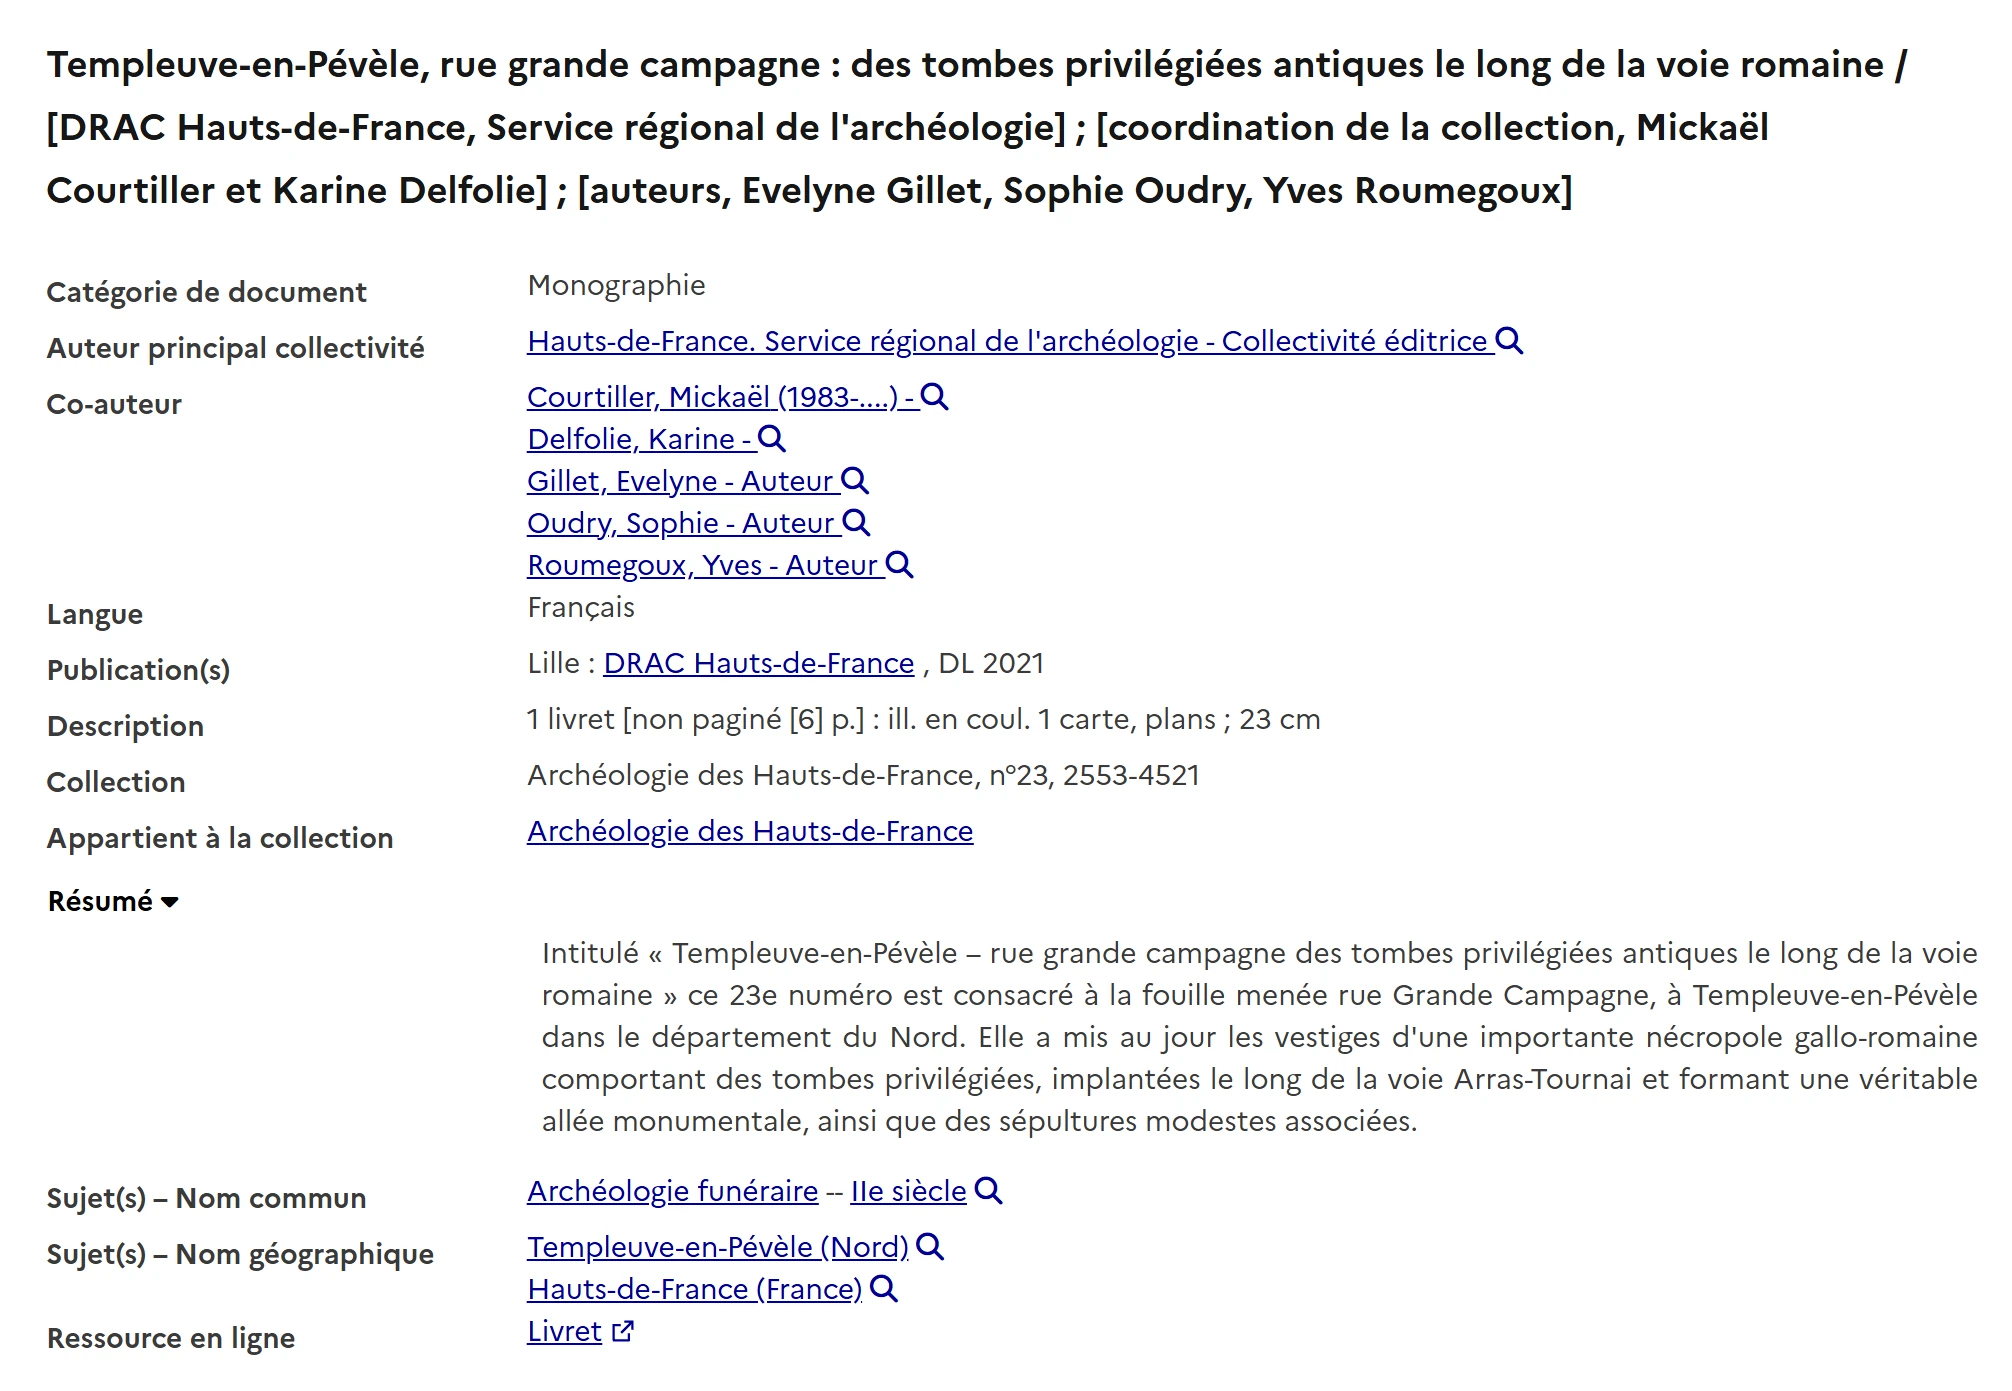 Templeuve-en-Pévèle, rue grande campagne : des tombes privilégiées antiques le long de la voie romaine /
[DRAC Hauts-de-France, Service régional de l'archéologie] ; [coordination de la collection, Mickaël
Courtiller et Karine Delfolie] ; [auteurs, Evelyne Gillet, Sophie Oudry, Yves Roumegoux]
Catégorie de document Monographie
Auteur principal collectivité Hauts-de-France. Service régional de l'archéologie - Collectivité éditrice
Co-auteur Courtiller, Mickaël (1983-....) -
Delfolie, Karine -
Gillet, Evelyne - Auteur
Oudry, Sophie - Auteur
Roumegoux, Yves - Auteur
Langue Français
Publication(s) Lille : DRAC Hauts-de-France , DL 2021
Description 1 livret [non paginé [6] p.] : ill. en coul. 1 carte, plans ; 23 cm
Collection Archéologie des Hauts-de-France, n°23, 2553-4521
Appartient à la collection Archéologie des Hauts-de-France
Résumé
Intitulé « Templeuve-en-Pévèle – rue grande campagne des tombes privilégiées antiques le long de la voie
romaine » ce 23e numéro est consacré à la fouille menée rue Grande Campagne, à Templeuve-en-Pévèle
dans le département du Nord. Elle a mis au jour les vestiges d'une importante nécropole gallo-romaine
comportant des tombes privilégiées, implantées le long de la voie Arras-Tournai et formant une véritable
allée monumentale, ainsi que des sépultures modestes associées.
Sujet(s) – Nom commun Archéologie funéraire -- IIe siècle
Sujet(s) – Nom géographique Templeuve-en-Pévèle (Nord)
Hauts-de-France (France)
Ressource en ligne Livret